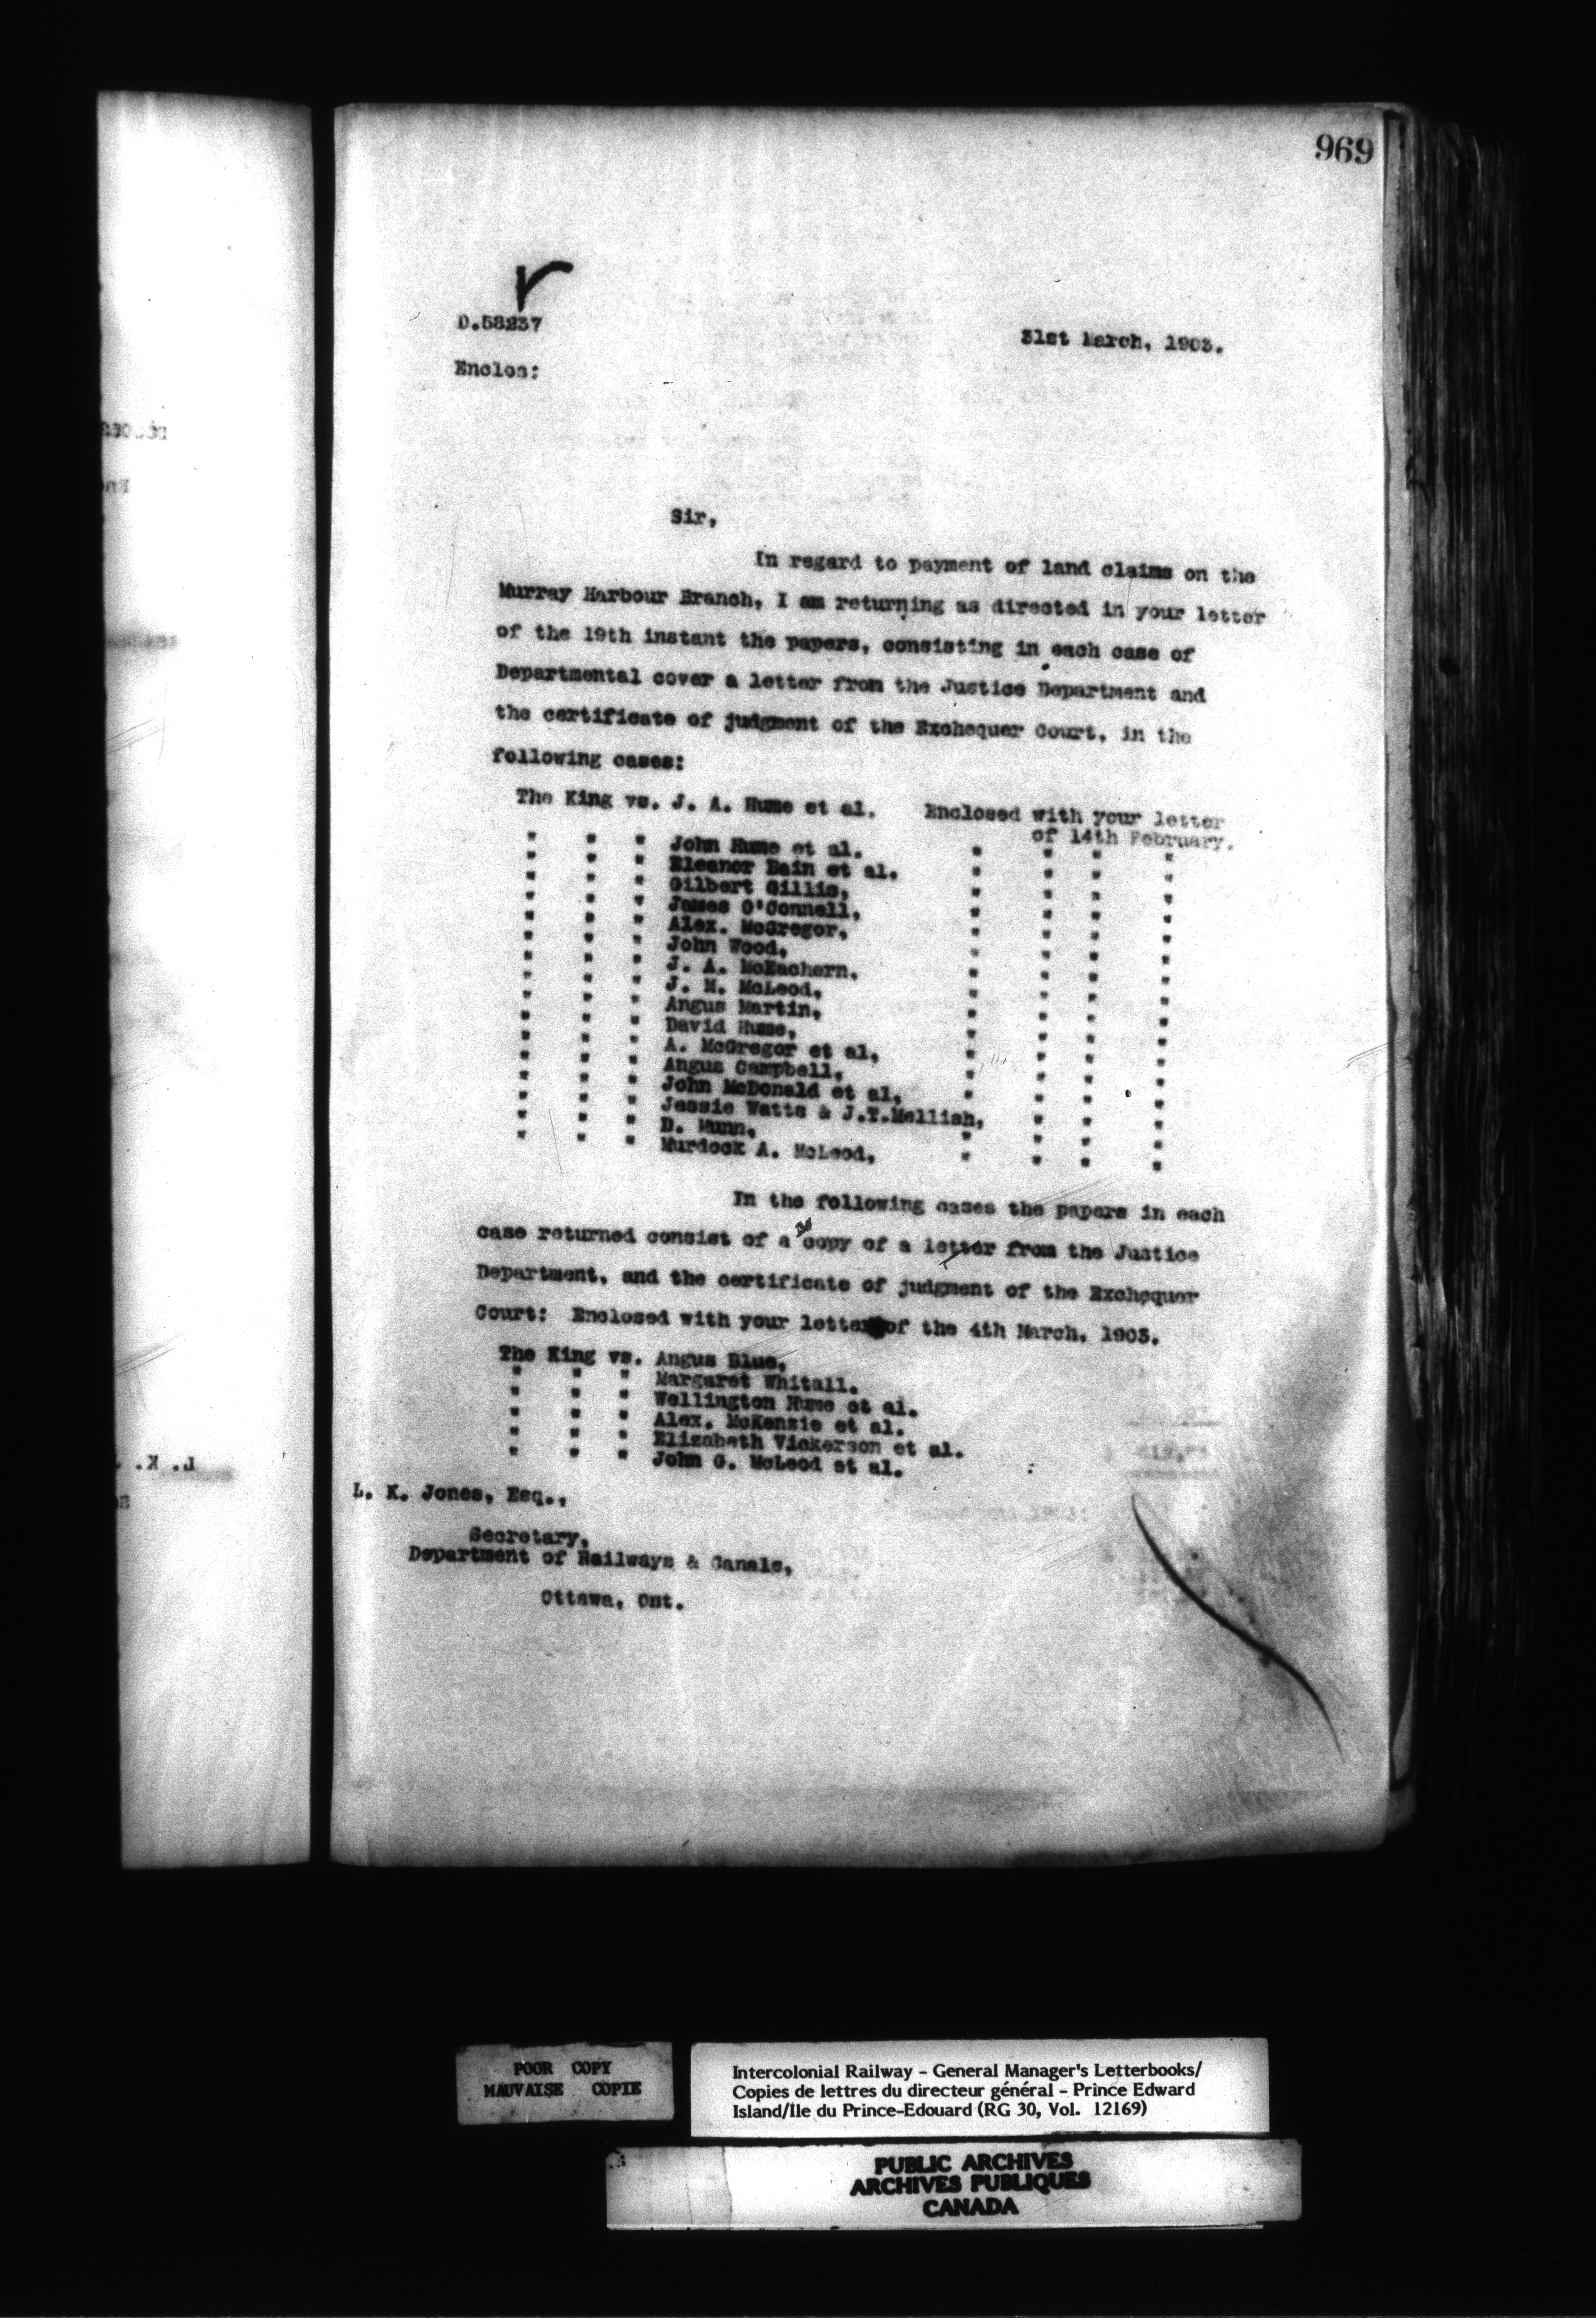 969
D.58237
31st March, 1903.
Enclos:
Sir,
In regard to payment of land claims on the
Murray Harbour Branch, I am returning as directed in your letter
of the 19th instant the papers, consisting in each case of
Departmental cover a letter from the Justice Department and
the certificate of judgment of the Exchequer Court, in the
following cases:
The King vs. J. A. Hume et al. Enclosed with your letter
of 14th February.
" " " John Hume et al. " " " "
" " " Eleanor Bain et al. " " " "
" " " Gilbert Gillis, " " " "
" " " James O'Connell, " " " "
" " " Alex. McGregor, " " " "
" " " John Wood, " " " "
" " " J. A. McEachern, " " " "
" " " J. M. McLeod, " " " "
" " " Angus Martin, " " " "
" " " David Hume, " " " "
" " " A. McGregor et al, " " " "
" " " Angus Campbell, " " " "
" " " John McDonald et al, " " " "
" " " Jessie Watts & J.T.Mellish, " " "
" " " D. Munn, " " " "
" " " Murdock A. McLeod, " " " "
In the following cases the papers in each
case returned consist of a copy of a letter from the Justice
Department, and the certificate of judgment of the Exchequer
Court: Enclosed with your letter of the 4th March, 1903.
The King vs. Angus Blue,
" " " Margaret Whitall.
" " " Wellington Hume et al.
" " " Alex. McKenzie et al.
" " " Elizabeth Vickerson et al.
" " " John G. McLeod et al.
L. K. Jones, Esq.,
Secretary,
Department of Railways & Canals,
Ottawa, Ont.
POOR COPY
MAUVAISE COPIE
Intercolonial Railway - General Manager's Letterbooks/
Copies de lettres du directeur général - Prince Edward
Island/Île du Prince-Edouard (RG 30, Vol. 12169)
PUBLIC ARCHIVES
ARCHIVES PUBLIQUES
CANADA